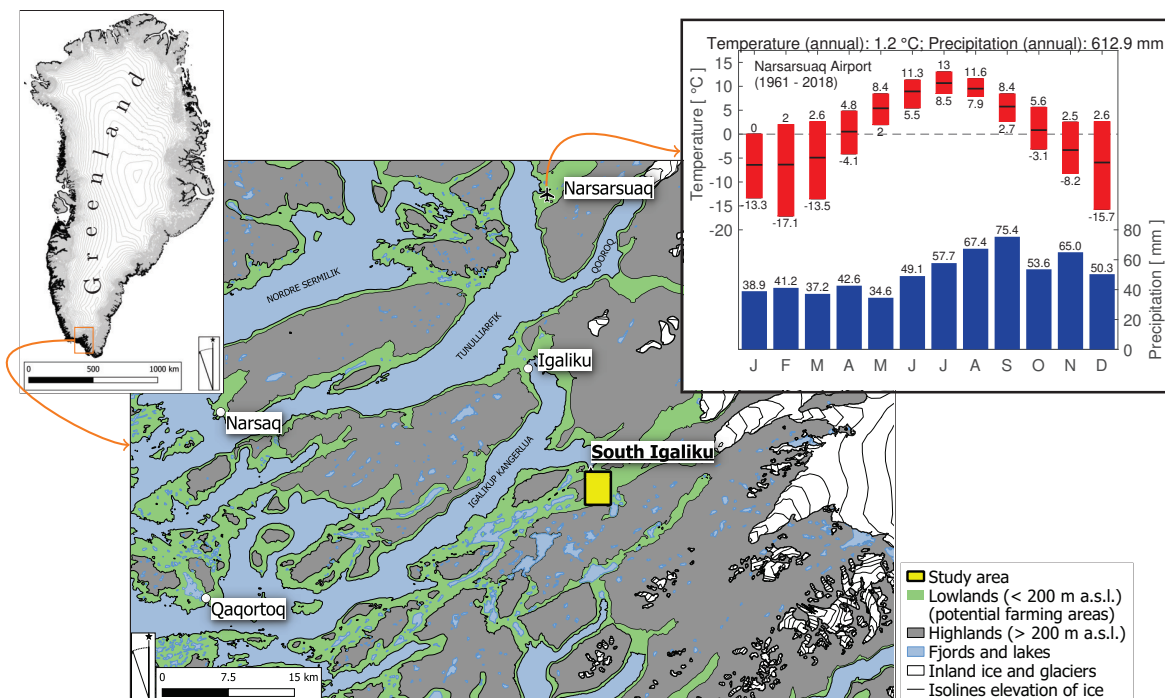 Greenland
0
500
1000 km
Temperature (annual): 1.2 °C; Precipitation (annual): 612.9 mm
Narsarsuaq Airport
(1961 - 2018)
Temperature [ °C]
15
10
5
0
-5
-10
-15
-20
0
2
2.6
4.8
8.4
11.3
13
11.6
8.4
5.6
2.5
2.6
-13.3
-17.1
-13.5
-4.1
2
5.5
8.5
7.9
2.7
-3.1
-8.2
-15.7
38.9
41.2
37.2
42.6
34.6
49.1
57.7
67.4
75.4
53.6
65.0
50.3
80
60
40
20
0
Precipitation [ mm]
J F M A M J J A S O N D
Narsarsuaq
QOOROQ
NORDRE SERMILIK
TUNULLIARFIK
Igaliku
Narsaq
IGALIKUP KANGERLUA
South Igaliku
Qaqortoq
0
7.5
15 km
Study area
Lowlands (< 200 m a.s.l.)
(potential farming areas)
Highlands (> 200 m a.s.l.)
Fjords and lakes
Inland ice and glaciers
Isolines elevation of ice